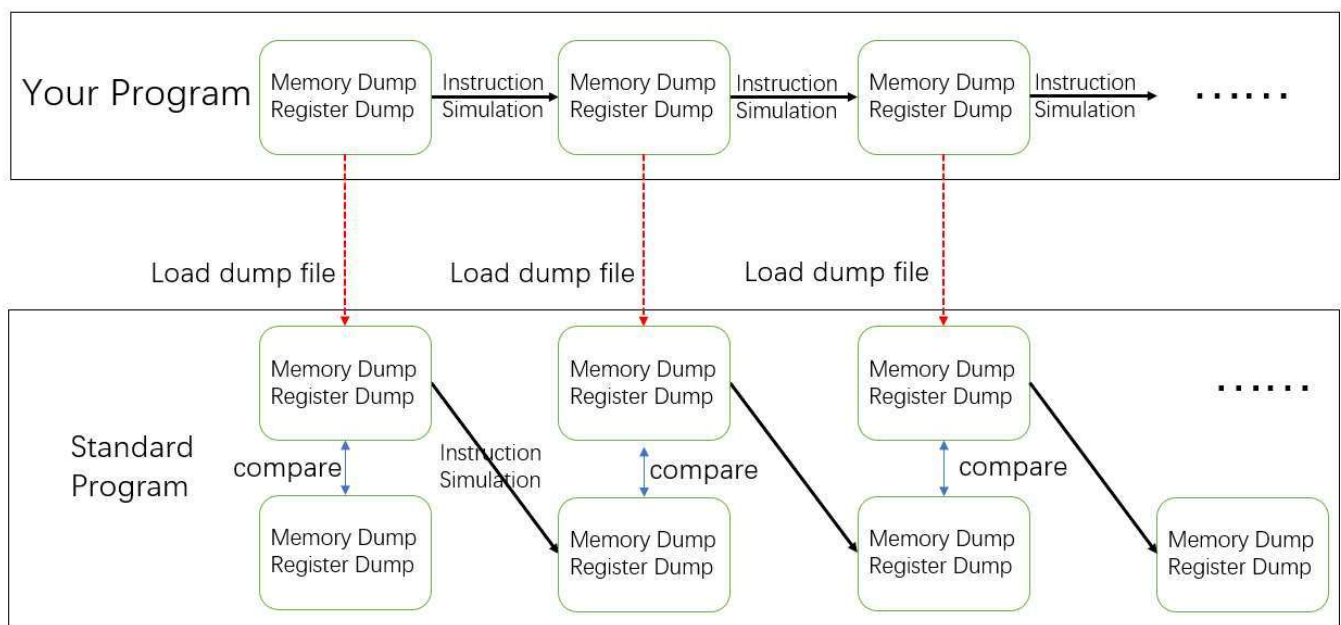 Your Program
Memory Dump
Register Dump
Instruction
Simulation
Memory Dump
Register Dump
Instruction
Simulation
Memory Dump
Register Dump
Instruction
Simulation
……
Load dump file
Load dump file
Load dump file
Standard
Program
Memory Dump
Register Dump
Memory Dump
Register Dump
Memory Dump
Register Dump
……
compare
Instruction
Simulation
compare
compare
Memory Dump
Register Dump
Memory Dump
Register Dump
Memory Dump
Register Dump
Memory Dump
Register Dump